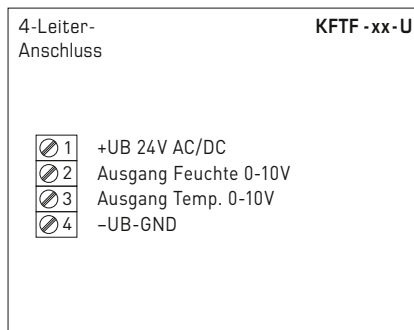 4-Leiter-
Anschluss
KFTF - xx - U
1 +UB 24V AC/DC
2 Ausgang Feuchte 0-10V
3 Ausgang Temp. 0-10V
4 –UB-GND